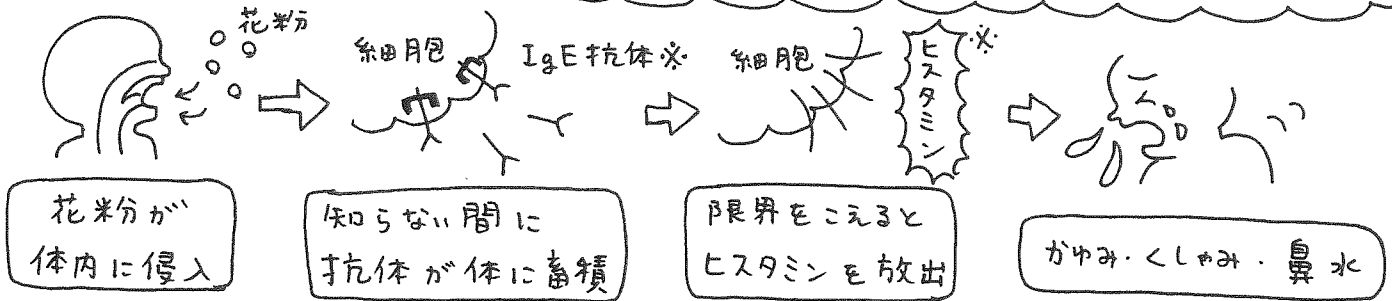 花粉
細胞
IgE抗体※
細胞
ヒスタミン
※
花粉が
体内に侵入
知らない間に
抗体が体に畜積
限界をこえると
ヒスタミンを放出
かゆみ・くしゃみ・鼻水